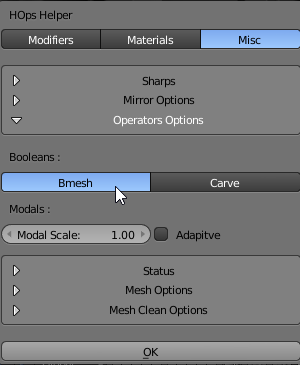 HOps Helper
Modifiers Materials Misc
Sharps
Mirror Options
Operators Options
Booleans :
Bmesh Carve
Modals :
Modal Scale: 1.00 Adapitve
Status
Mesh Options
Mesh Clean Options
OK